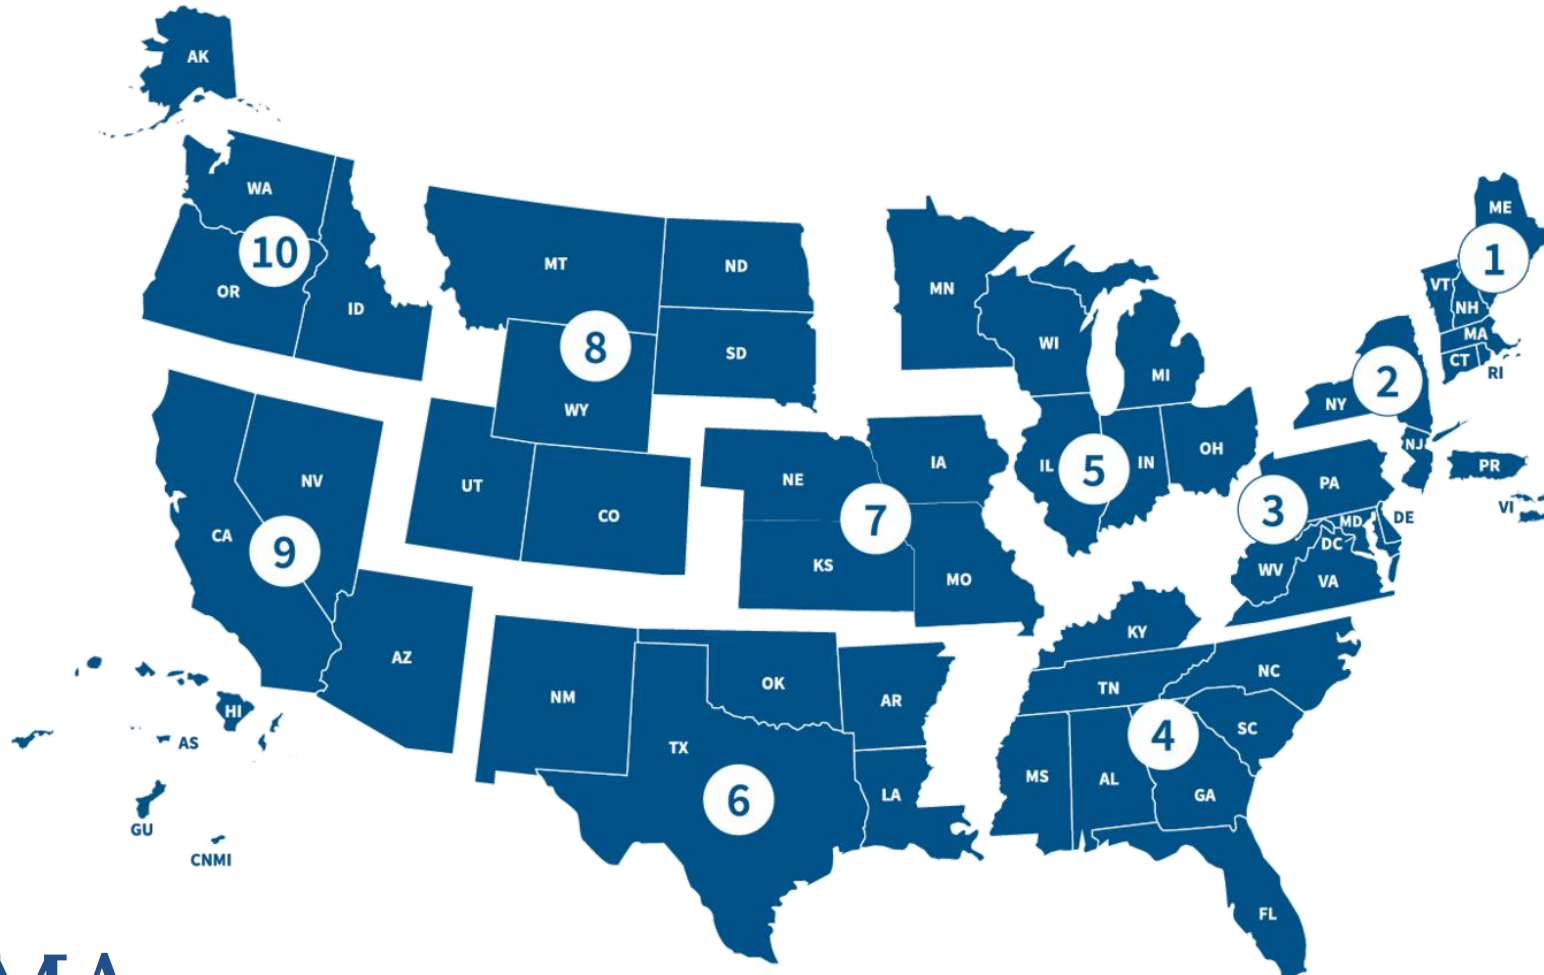 AK
WA
10
OR
ID
MT
ND
8
SD
WY
MN
WI
MI
ME
1
VT
NH
MA
CT
RI
2
NY
NJ
PR
VI
CA
NV
9
UT
CO
AZ
NE
IA
7
KS
MO
IL
5
IN
OH
PA
3
MD
DE
DC
WV
VA
HI
AS
GU
CNMI
NM
OK
TX
6
AR
LA
KY
TN
NC
4
SC
MS
AL
GA
FL